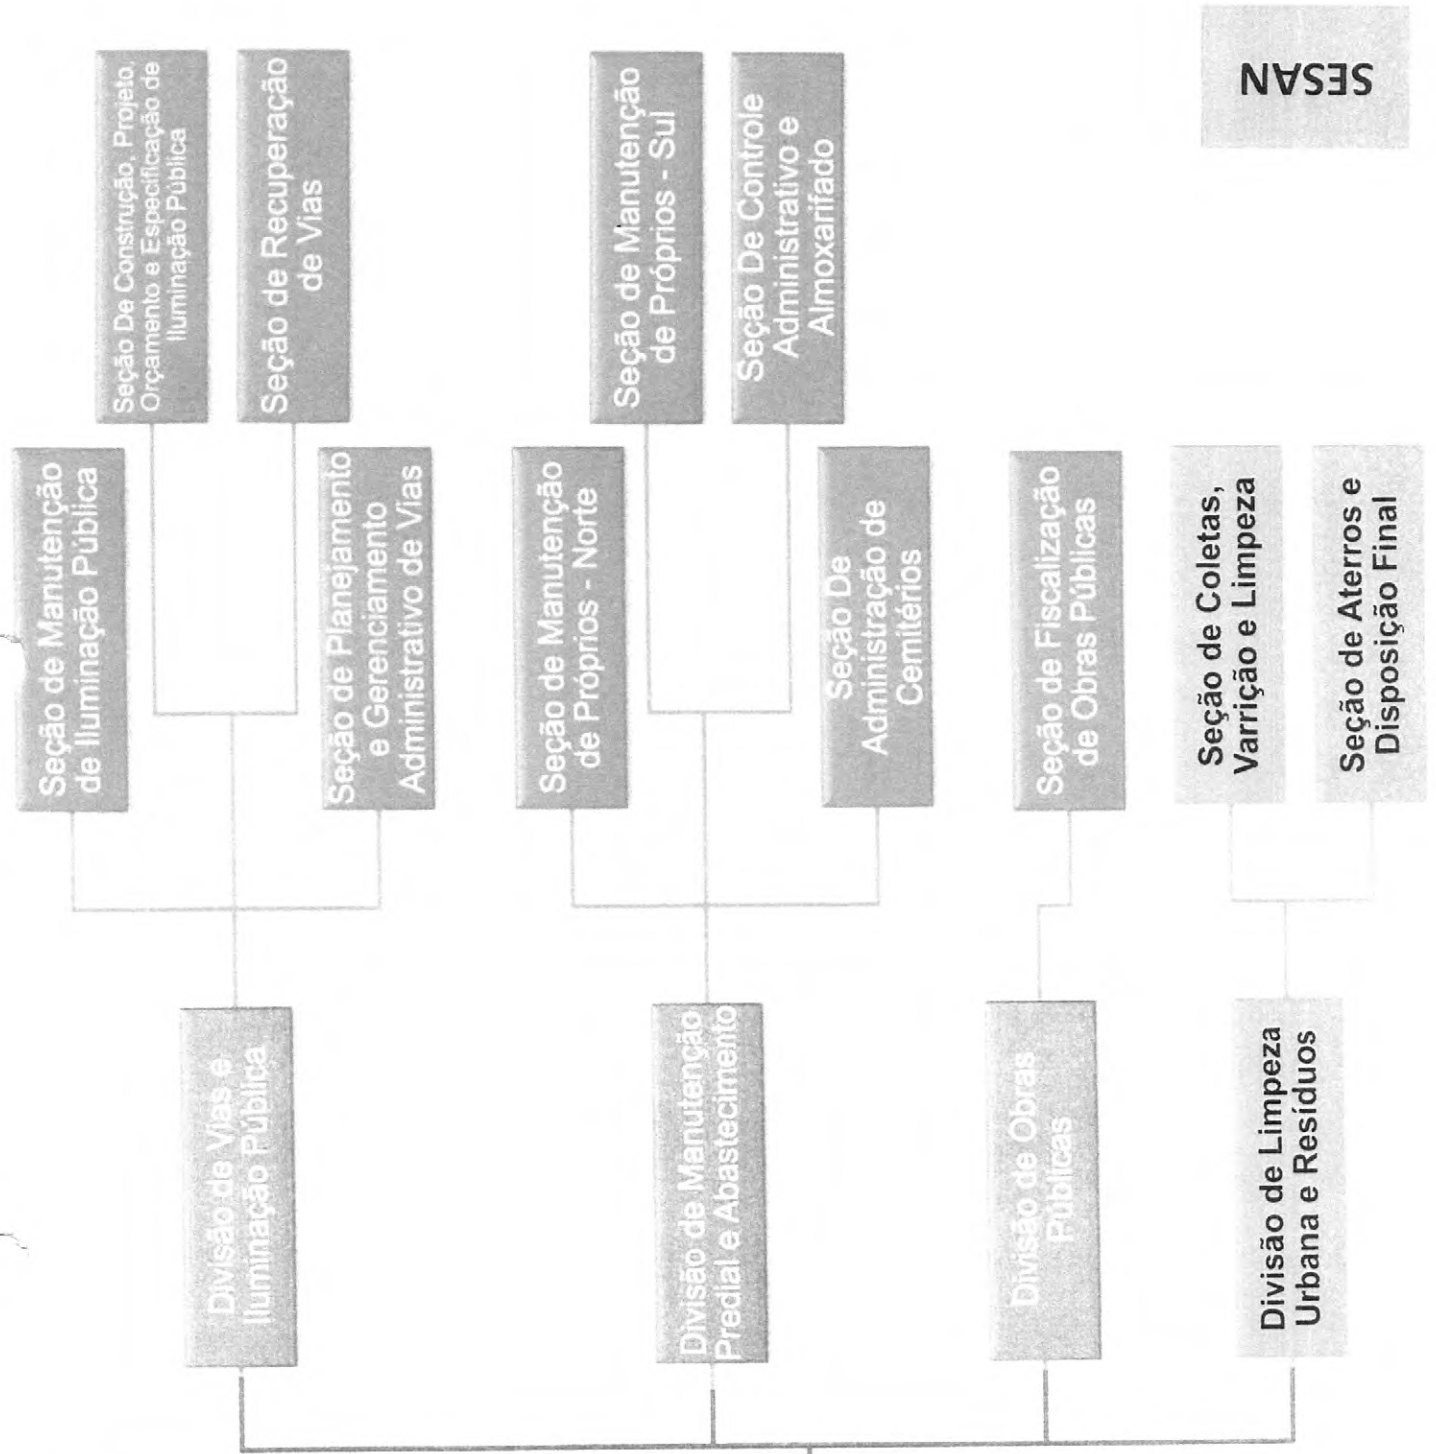 SESAN
Seção De Construção, Projeto,
Orçamento e Especificação de
Iluminação Pública
Seção de Recuperação
de Vias
Seção de Manutenção
de Próprios - Sul
Seção De Controle
Administrativo e
Almoxarifado
Seção de Manutenção
de Iluminação Pública
Seção de Planejamento
e Gerenciamento
Administrativo de Vias
Seção de Manutenção
de Próprios - Norte
Seção De
Administração de
Cemitérios
Seção de Fiscalização
de Obras Públicas
Seção de Coletas,
Varrição e Limpeza
Seção de Aterros e
Disposição Final
Divisão de Vias e
Iluminação Pública
Divisão de Manutenção
Predial e Abastecimento
Divisão de Obras
Públicas
Divisão de Limpeza
Urbana e Resíduos